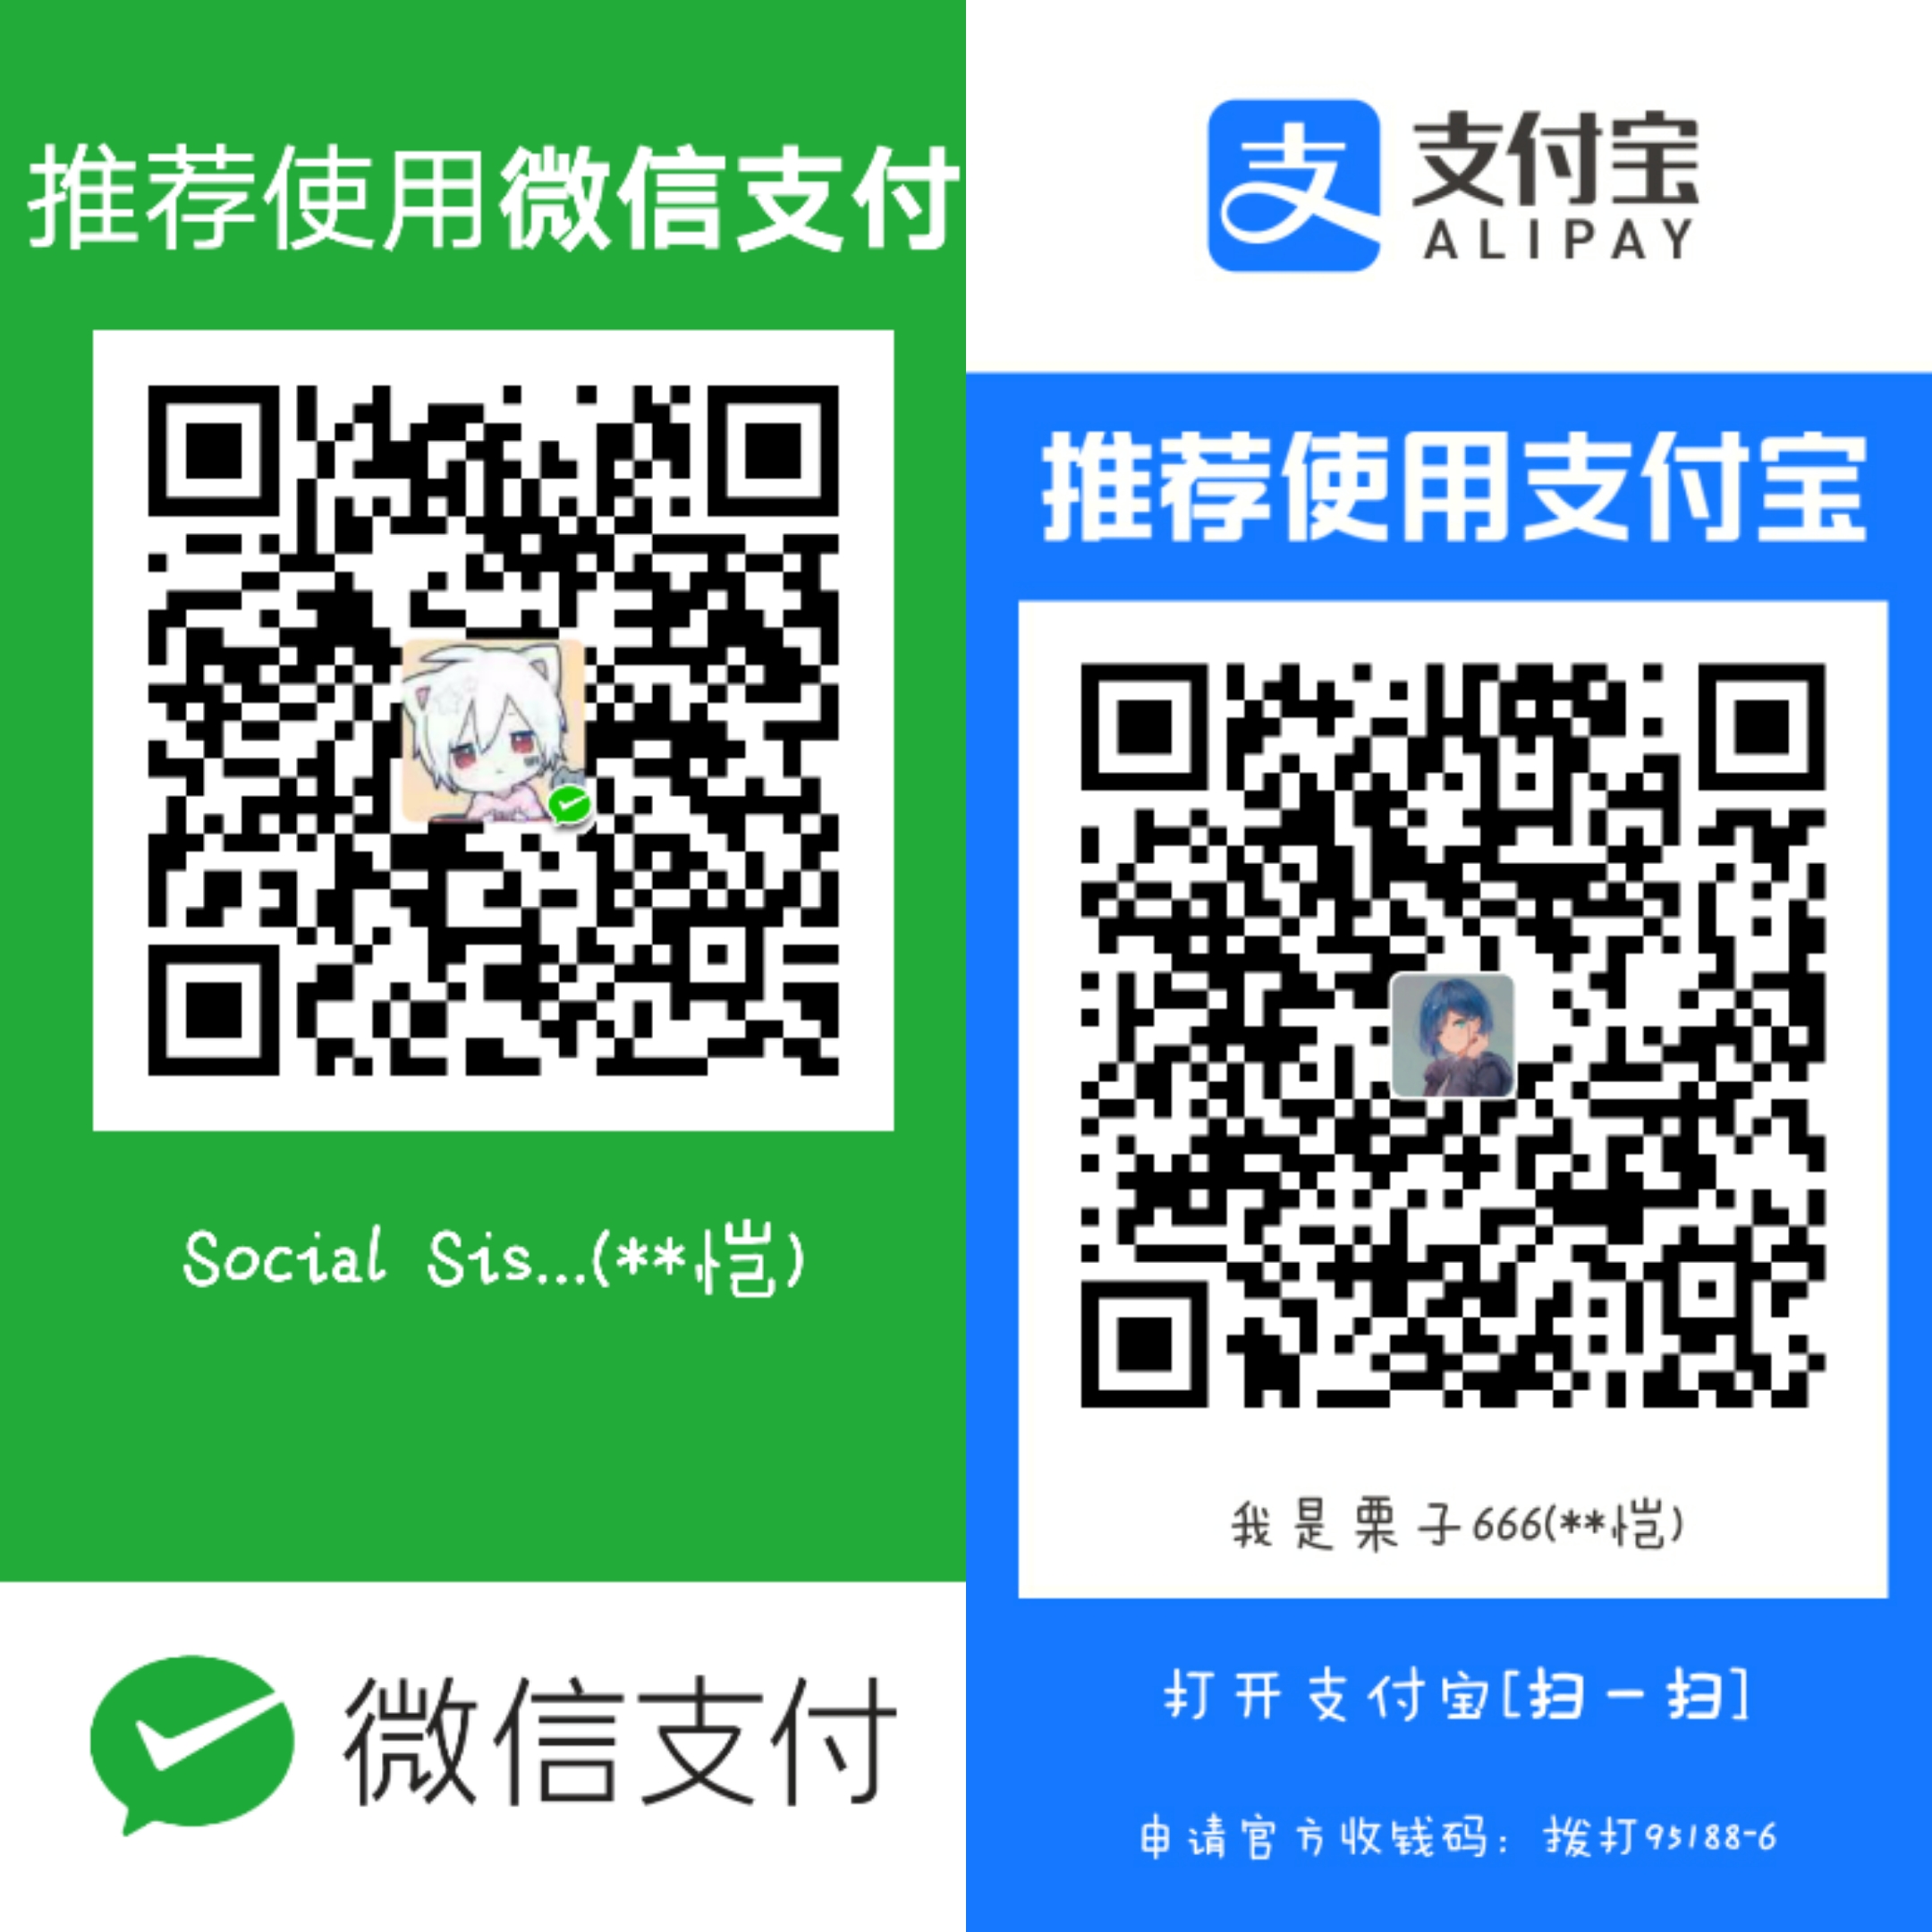 推荐使用微信支付
Social Sis...(**恺)
微信支付
支付宝
ALIPAY
推荐使用支付宝
我是栗子666(**恺)
打开支付宝[扫一扫]
申请官方收钱码：拨打95188-6